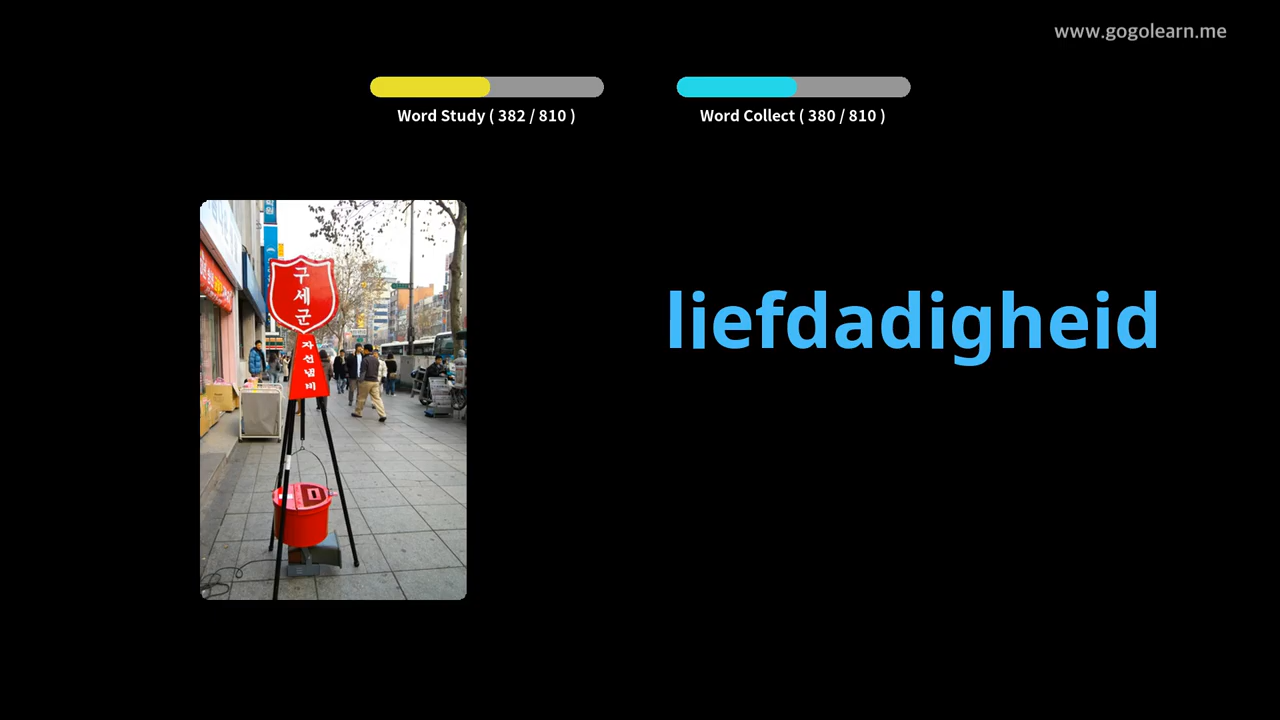 www.gogolearn.me
Word Study ( 382 / 810 )
Word Collect ( 380 / 810 )
liefdadigheid
구
세
군
자
선
냄
비